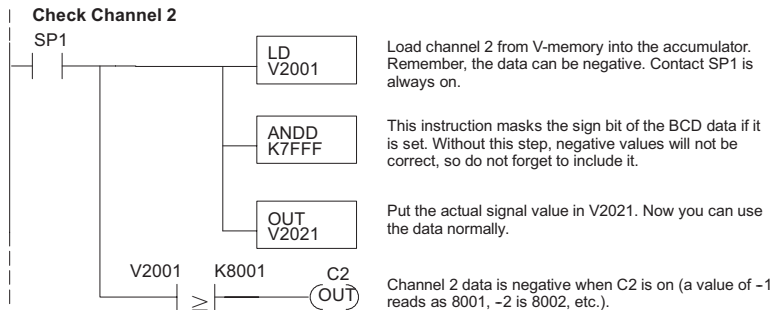 Check Channel 2
SP1
LD
V2001
Load channel 2 from V-memory into the accumulator.
Remember, the data can be negative. Contact SP1 is
always on.
ANDD
K7FFF
This instruction masks the sign bit of the BCD data if it
is set. Without this step, negative values will not be
correct, so do not forget to include it.
OUT
V2021
Put the actual signal value in V2021. Now you can use
the data normally.
V2001 K8001 C2
≥ OUT
Channel 2 data is negative when C2 is on (a value of -1
reads as 8001, -2 is 8002, etc.).